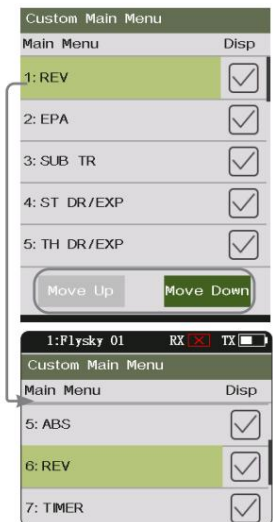 Custom Main Menu
Main Menu Disp
1: REV
2: EPA
3: SUB TR
4: ST DR/EXP
5: TH DR/EXP
Move Up Move Down
1:Flysky 01 RX TX
Custom Main Menu
Main Menu Disp
5: ABS
6: REV
7: TIMER